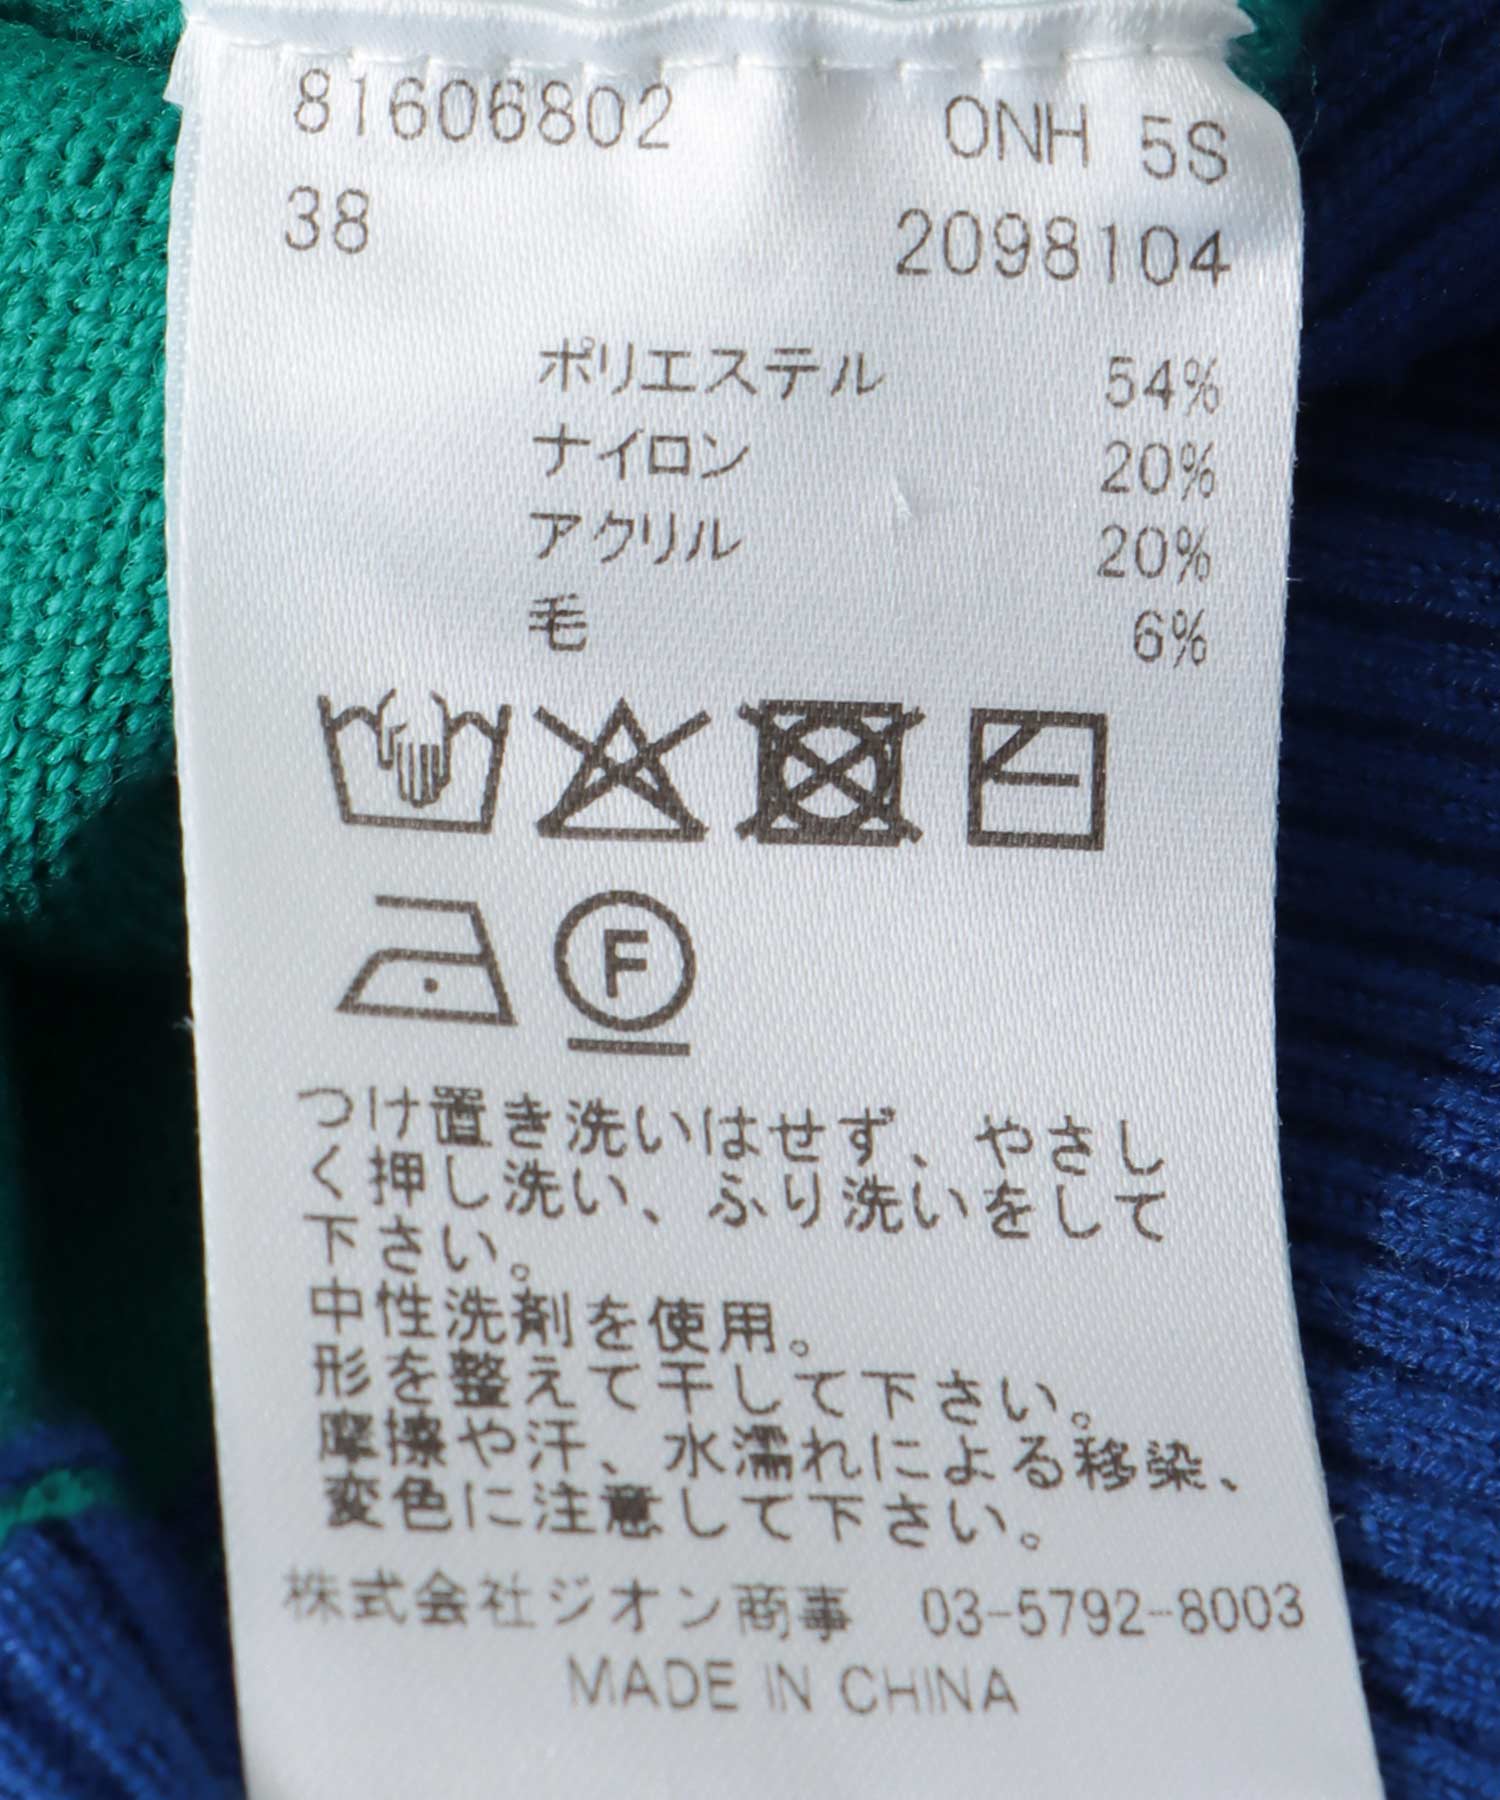 81606802 ONH 5S
38 2098104
ポリエステル 54%
ナイロン 20%
アクリル 20%
毛 6%
F
つけ置き洗いはせず、やさし
く押し洗い、ふり洗いをして
下さい。
中性洗剤を使用。
形を整えて干して下さい。
摩擦や汗、水濡れによる移染、
変色に注意して下さい。
株式会社ジオン商事 03-5792-8003
MADE IN CHINA